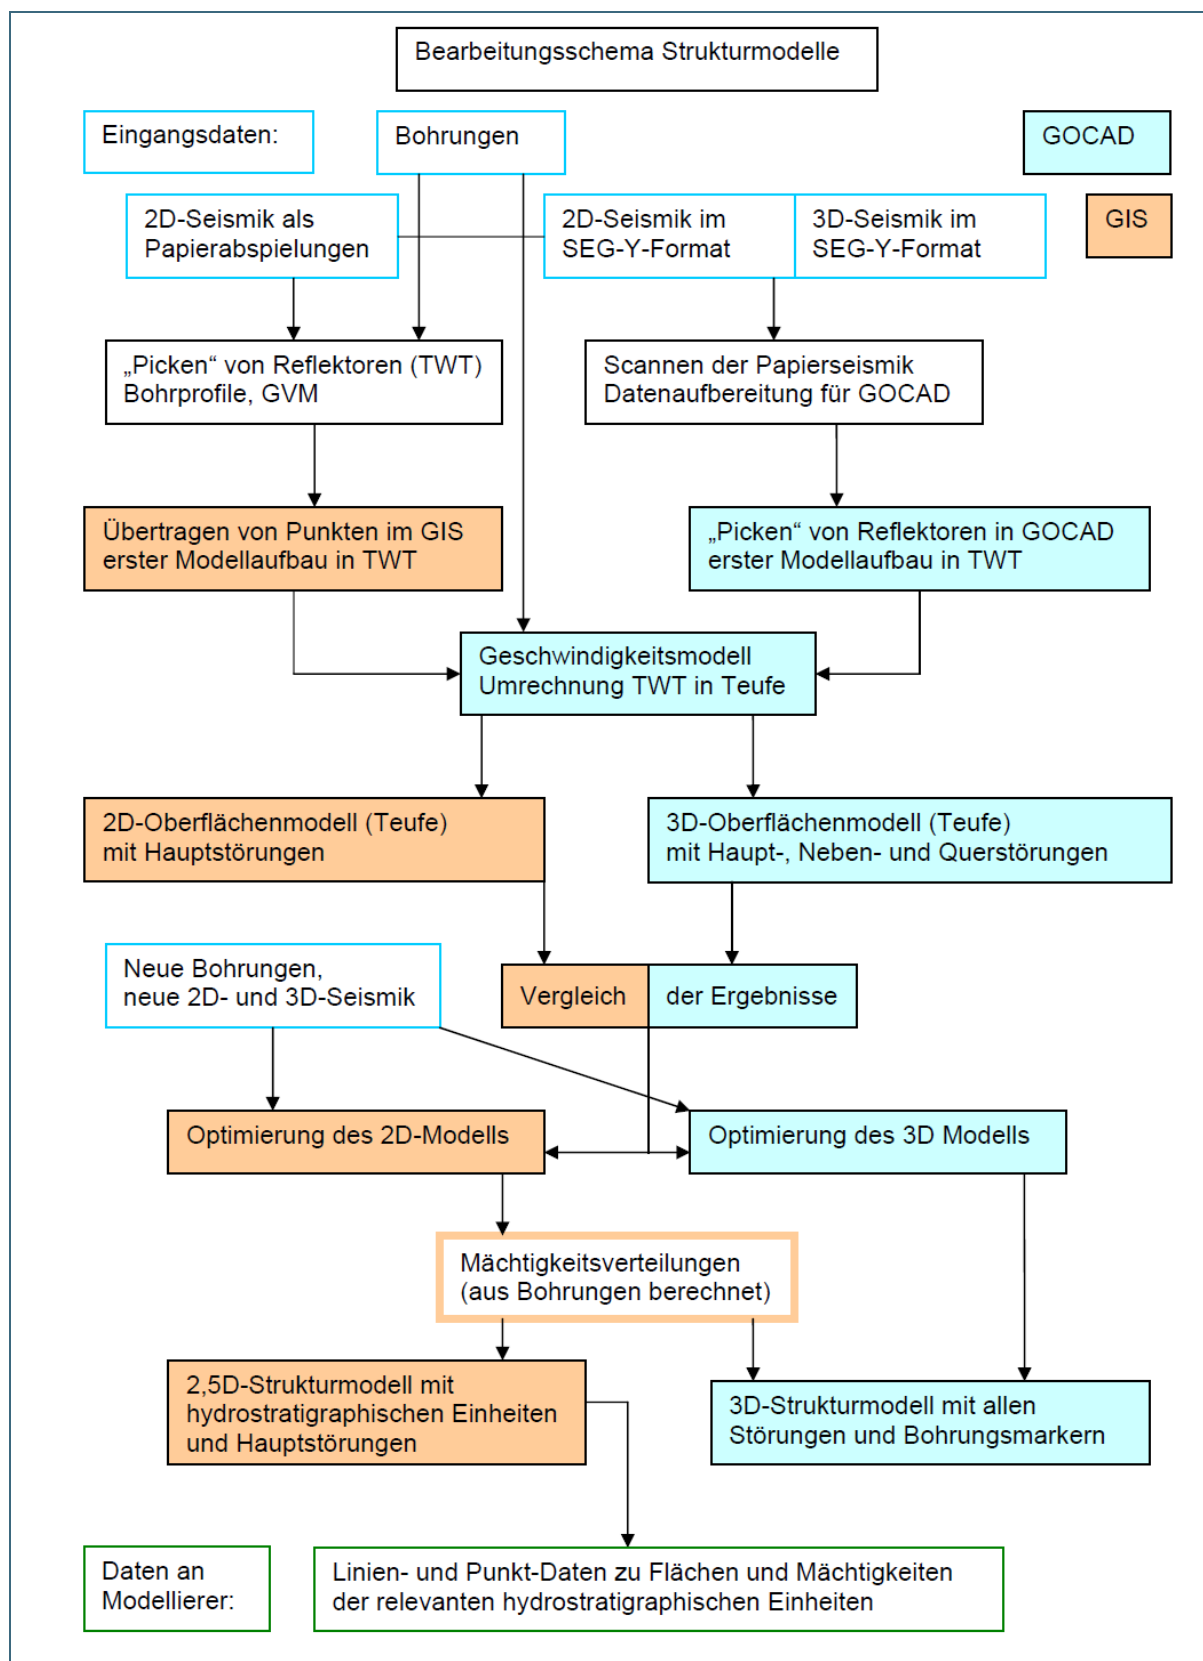 Bearbeitungsschema Strukturmodelle
Eingangsdaten:
Bohrungen
GOCAD
2D-Seismik als
Papierabspielungen
2D-Seismik im
SEG-Y-Format
3D-Seismik im
SEG-Y-Format
GIS
„Picken“ von Reflektoren (TWT)
Bohrprofile, GVM
Scannen der Papierseismik
Datenaufbereitung für GOCAD
Übertragen von Punkten im GIS
erster Modellaufbau in TWT
„Picken“ von Reflektoren in GOCAD
erster Modellaufbau in TWT
Geschwindigkeitsmodell
Umrechnung TWT in Teufe
2D-Oberflächenmodell (Teufe)
mit Hauptstörungen
3D-Oberflächenmodell (Teufe)
mit Haupt-, Neben- und Querstörungen
Neue Bohrungen,
neue 2D- und 3D-Seismik
Vergleich
der Ergebnisse
Optimierung des 2D-Modells
Optimierung des 3D Modells
Mächtigkeitsverteilungen
(aus Bohrungen berechnet)
2,5D-Strukturmodell mit
hydrostratigraphischen Einheiten
und Hauptstörungen
3D-Strukturmodell mit allen
Störungen und Bohrungsmarkern
Daten an
Modellierer:
Linien- und Punkt-Daten zu Flächen und Mächtigkeiten
der relevanten hydrostratigraphischen Einheiten